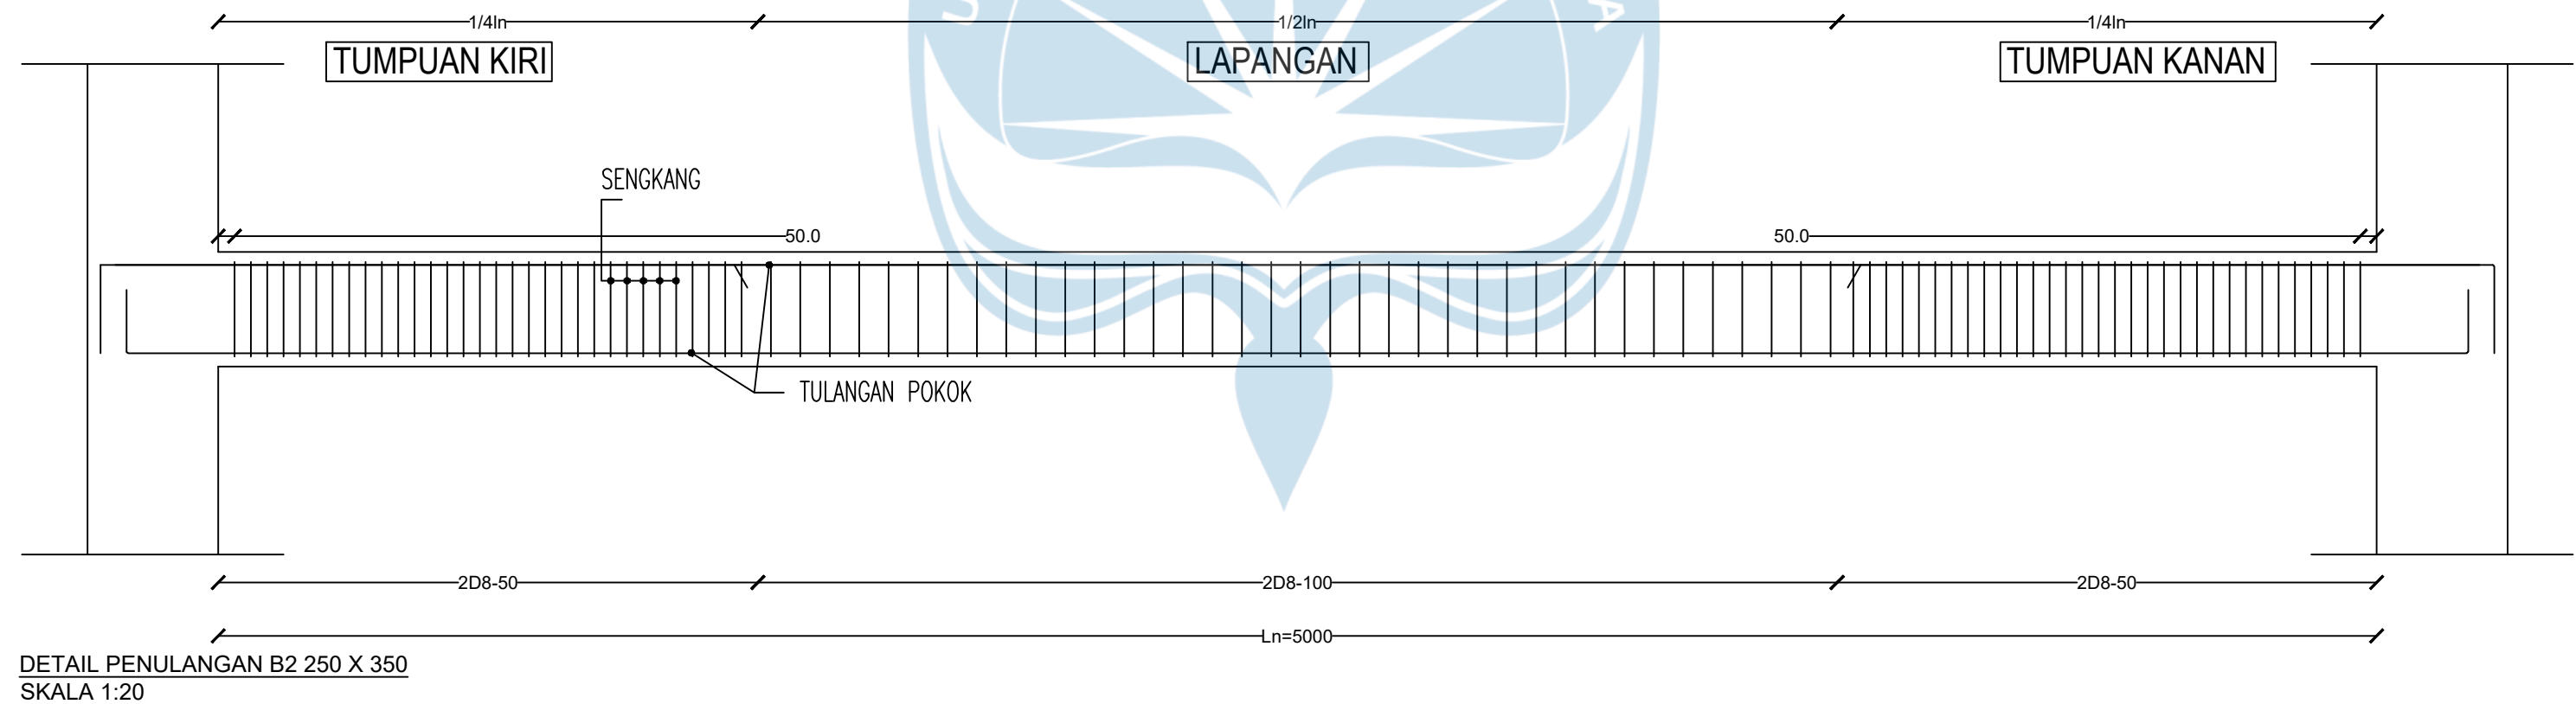 1/4ln
1/2ln
1/4ln
TUMPUAN KIRI
LAPANGAN
TUMPUAN KANAN
SENGKANG
50.0
50.0
TULANGAN POKOK
2D8-50
2D8-100
2D8-50
Ln=5000
DETAIL PENULANGAN B2 250 X 350
SKALA 1:20